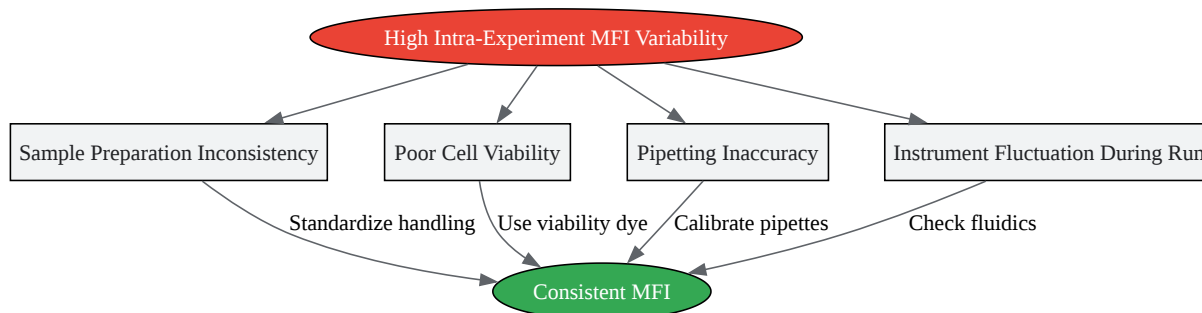 High Intra-Experiment MFI Variability
Sample Preparation Inconsistency
Poor Cell Viability
Pipetting Inaccuracy
Instrument Fluctuation During Run
Standardize handling
Use viability dye
Calibrate pipettes
Check fluidics
Consistent MFI